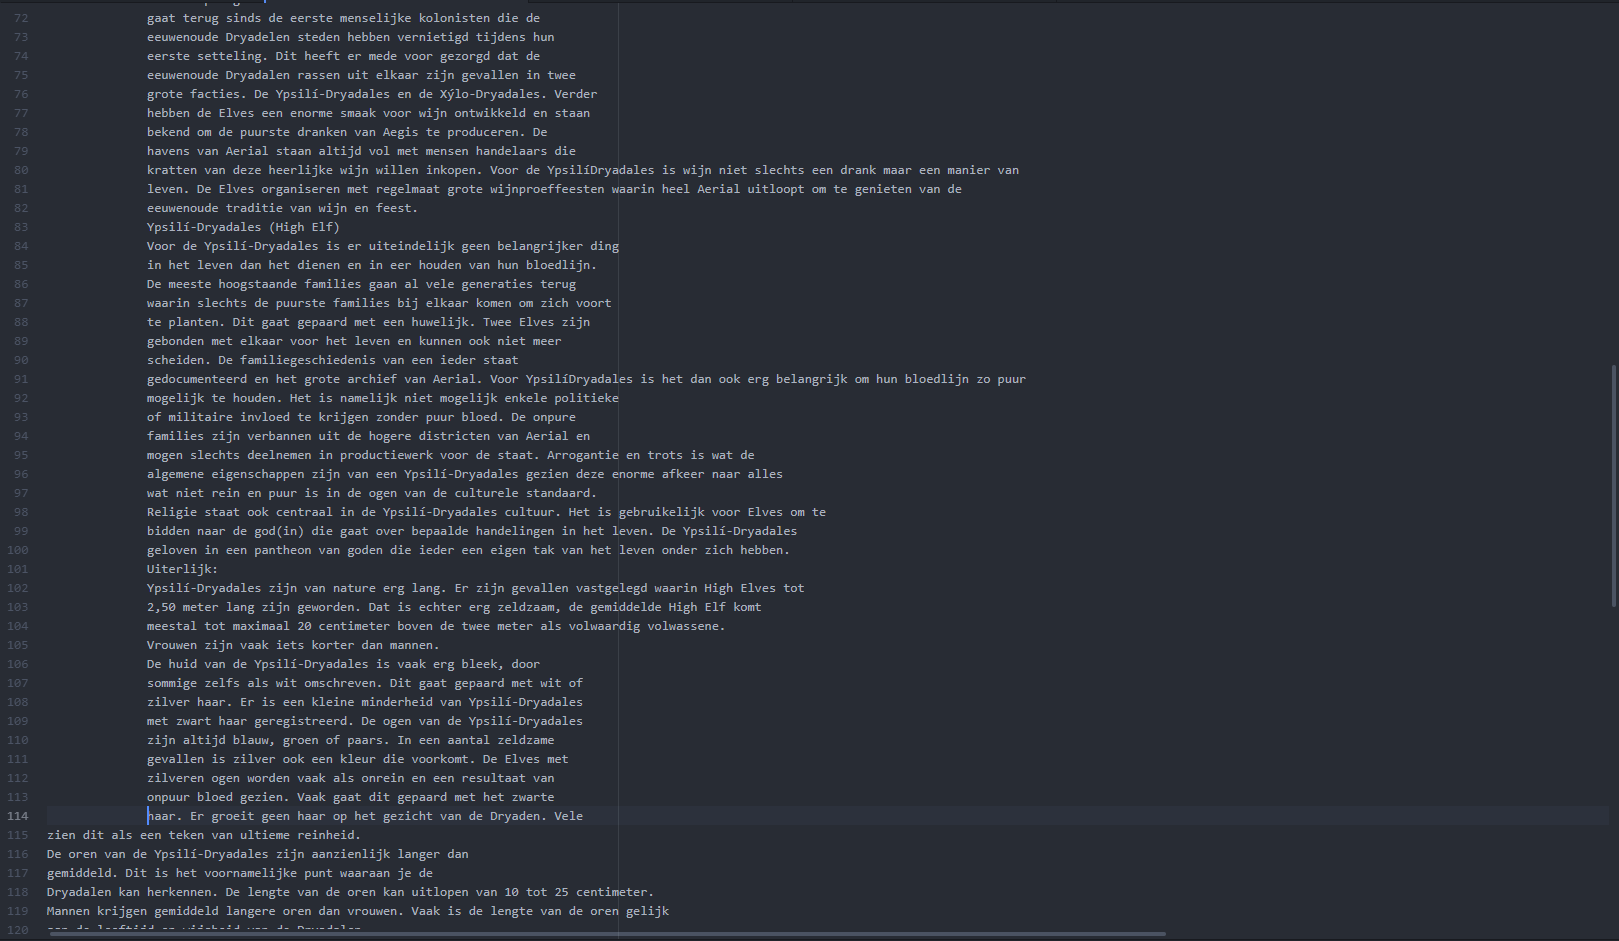 72 gaat terug sinds de eerste menselijke kolonisten die de
73 eeuwenoude Dryadelen steden hebben vernietigd tijdens hun
74 eerste setteling. Dit heeft er mede voor gezorgd dat de
75 eeuwenoude Dryadalen rassen uit elkaar zijn gevallen in twee
76 grote facties. De Ypsilí-Dryadales en de Xýlo-Dryadales. Verder
77 hebben de Elves een enorme smaak voor wijn ontwikkeld en staan
78 bekend om de puurste dranken van Aegis te produceren. De
79 havens van Aerial staan altijd vol met mensen handelaars die
80 kratten van deze heerlijke wijn willen inkopen. Voor de YpsilíDryadales is wijn niet slechts een drank maar een manier van
81 leven. De Elves organiseren met regelmaat grote wijnproeffeesten waarin heel Aerial uitloopt om te genieten van de
82 eeuwenoude traditie van wijn en feest.
83 Ypsilí-Dryadales (High Elf)
84 Voor de Ypsilí-Dryadales is er uiteindelijk geen belangrijker ding
85 in het leven dan het dienen en in eer houden van hun bloedlijn.
86 De meeste hoogstaande families gaan al vele generaties terug
87 waarin slechts de puurste families bij elkaar komen om zich voort
88 te planten. Dit gaat gepaard met een huwelijk. Twee Elves zijn
89 gebonden met elkaar voor het leven en kunnen ook niet meer
90 scheiden. De familiegeschiedenis van een ieder staat
91 gedocumenteerd en het grote archief van Aerial. Voor YpsilíDryadales is het dan ook erg belangrijk om hun bloedlijn zo puur
92 mogelijk te houden. Het is namelijk niet mogelijk enkele politieke
93 of militaire invloed te krijgen zonder puur bloed. De onpure
94 families zijn verbannen uit de hogere districten van Aerial en
95 mogen slechts deelnemen in productiewerk voor de staat. Arrogantie en trots is wat de
96 algemene eigenschappen zijn van een Ypsilí-Dryadales gezien deze enorme afkeer naar alles
97 wat niet rein en puur is in de ogen van de culturele standaard.
98 Religie staat ook centraal in de Ypsilí-Dryadales cultuur. Het is gebruikelijk voor Elves om te
99 bidden naar de god(in) die gaat over bepaalde handelingen in het leven. De Ypsilí-Dryadales
100 geloven in een pantheon van goden die ieder een eigen tak van het leven onder zich hebben.
101 Uiterlijk:
102 Ypsilí-Dryadales zijn van nature erg lang. Er zijn gevallen vastgelegd waarin High Elves tot
103 2,50 meter lang zijn geworden. Dat is echter erg zeldzaam, de gemiddelde High Elf komt
104 meestal tot maximaal 20 centimeter boven de twee meter als volwaardig volwassene.
105 Vrouwen zijn vaak iets korter dan mannen.
106 De huid van de Ypsilí-Dryadales is vaak erg bleek, door
107 sommige zelfs als wit omschreven. Dit gaat gepaard met wit of
108 zilver haar. Er is een kleine minderheid van Ypsilí-Dryadales
109 met zwart haar geregistreerd. De ogen van de Ypsilí-Dryadales
110 zijn altijd blauw, groen of paars. In een aantal zeldzame
111 gevallen is zilver ook een kleur die voorkomt. De Elves met
112 zilveren ogen worden vaak als onrein en een resultaat van
113 onpuur bloed gezien. Vaak gaat dit gepaard met het zwarte
114 haar. Er groeit geen haar op het gezicht van de Dryaden. Vele
115 zien dit als een teken van ultieme reinheid.
116 De oren van de Ypsilí-Dryadales zijn aanzienlijk langer dan
117 gemiddeld. Dit is het voornamelijke punt waaraan je de
118 Dryadalen kan herkennen. De lengte van de oren kan uitlopen van 10 tot 25 centimeter.
119 Mannen krijgen gemiddeld langere oren dan vrouwen. Vaak is de lengte van de oren gelijk
120